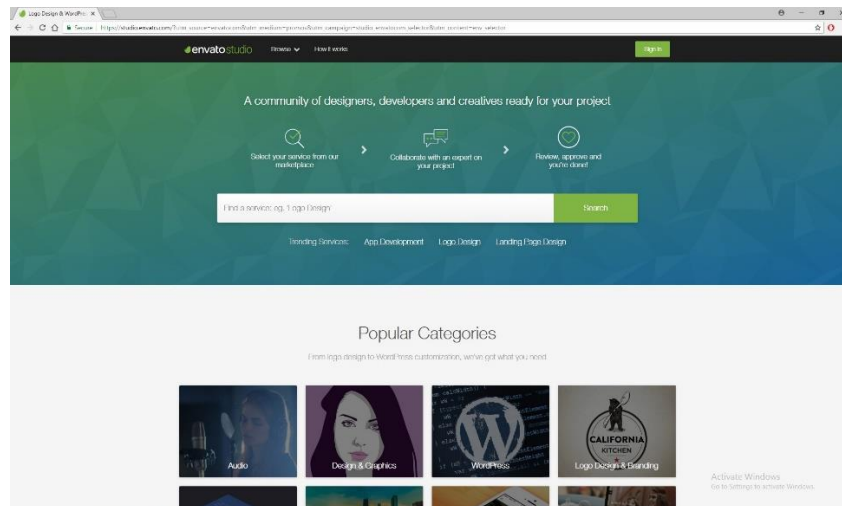 Logo Design & WordPre
Secure
envato studio Browse How it works Sign In
A community of designers, developers and creatives ready for your project
Select your service from our
marketplace
Collaborate with an expert on
your project
Review, approve and
you're done!
Find a service: eg, 'Logo Design' Search
Trending Services: App Development Logo Design Landing Page Design
Popular Categories
From logo design to WordPress customization, we've got what you need
Audio
Design & Graphics
WordPress
CALIFORNIA
KITCHEN
Logo Design & Branding
Activate Windows
Go to Settings to activate Windows.